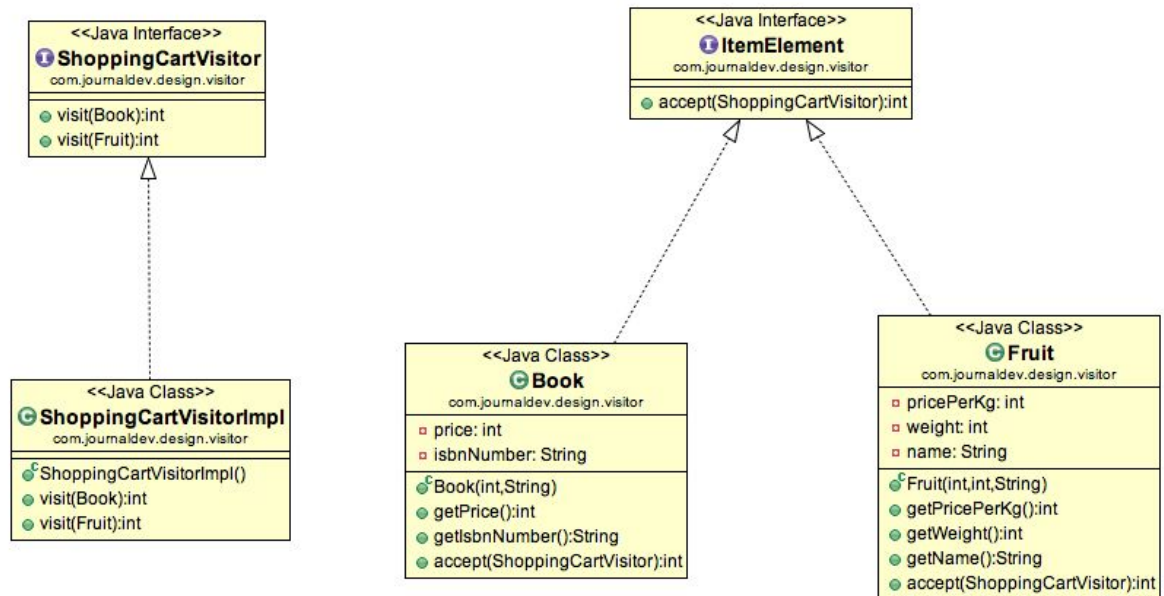 <<Java Interface>>
I ShoppingCartVisitor
com.journaldev.design.visitor
visit(Book):int
visit(Fruit):int
<<Java Interface>>
I ItemElement
com.journaldev.design.visitor
accept(ShoppingCartVisitor):int
<<Java Class>>
C ShoppingCartVisitorImpl
com.journaldev.design.visitor
C ShoppingCartVisitorImpl()
visit(Book):int
visit(Fruit):int
<<Java Class>>
C Book
com.journaldev.design.visitor
price: int
isbnNumber: String
C Book(int,String)
getPrice():int
getIsbnNumber():String
accept(ShoppingCartVisitor):int
<<Java Class>>
C Fruit
com.journaldev.design.visitor
pricePerKg: int
weight: int
name: String
C Fruit(int,int,String)
getPricePerKg():int
getWeight():int
getName():String
accept(ShoppingCartVisitor):int